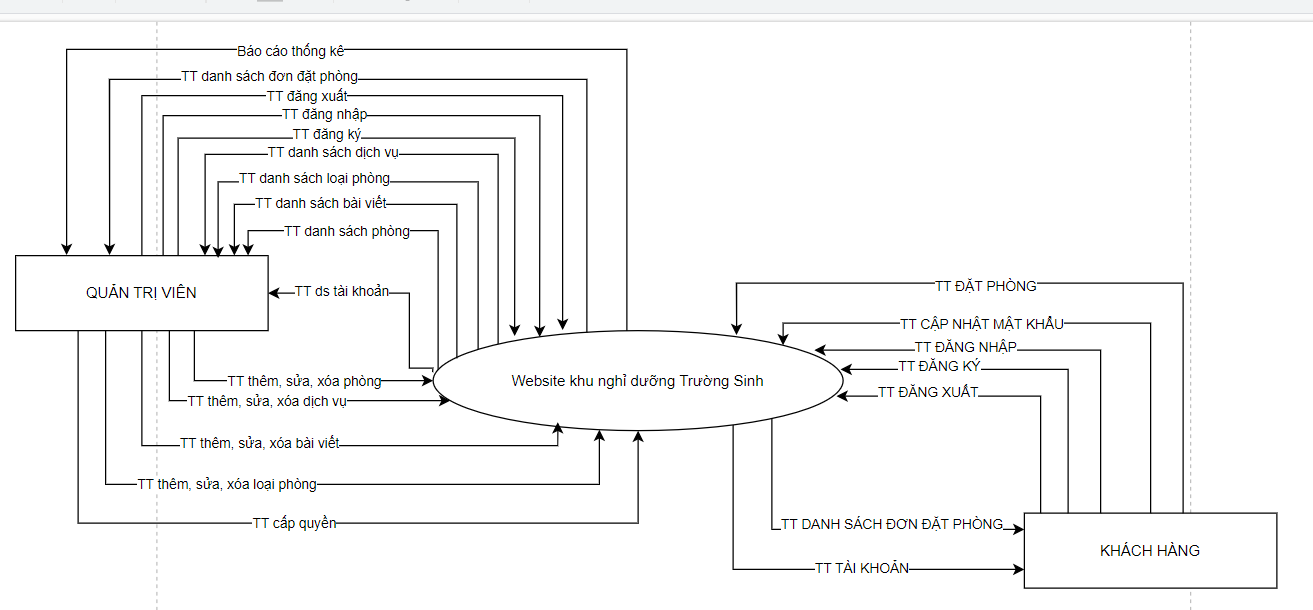 Báo cáo thống kê
TT danh sách đơn đặt phòng
TT đăng xuất
TT đăng nhập
TT đăng ký
TT danh sách dịch vụ
TT danh sách loại phòng
TT danh sách bài viết
TT danh sách phòng
QUẢN TRỊ VIÊN
TT ds tài khoản
TT ĐẶT PHÒNG
TT CẬP NHẬT MẬT KHẨU
TT ĐĂNG NHẬP
TT ĐĂNG KÝ
TT ĐĂNG XUẤT
Website khu nghỉ dưỡng Trường Sinh
TT thêm, sửa, xóa phòng
TT thêm, sửa, xóa dịch vụ
TT thêm, sửa, xóa bài viết
TT thêm, sửa, xóa loại phòng
TT cấp quyền
TT DANH SÁCH ĐƠN ĐẶT PHÒNG
KHÁCH HÀNG
TT TÀI KHOẢN